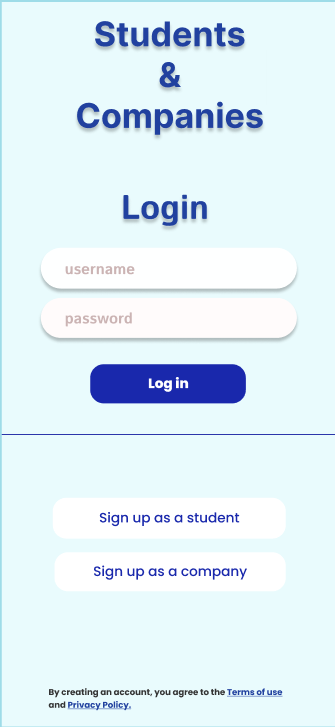 Students
&
Companies
Login
username
password
Log in
Sign up as a student
Sign up as a company
By creating an account, you agree to the Terms of use
and Privacy Policy.